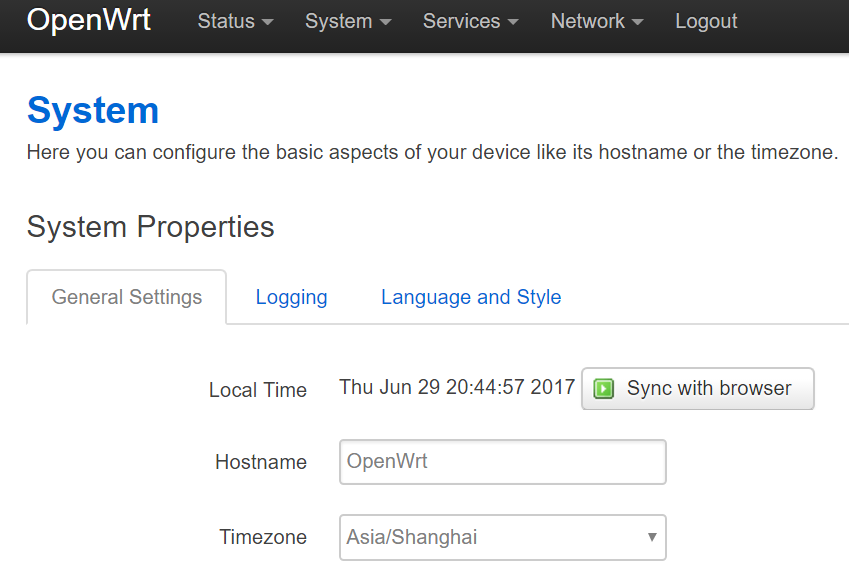 OpenWrt Status System Services Network Logout
System
Here you can configure the basic aspects of your device like its hostname or the timezone.
System Properties
General Settings Logging Language and Style
Local Time Thu Jun 29 20:44:57 2017 Sync with browser
Hostname OpenWrt
Timezone Asia/Shanghai